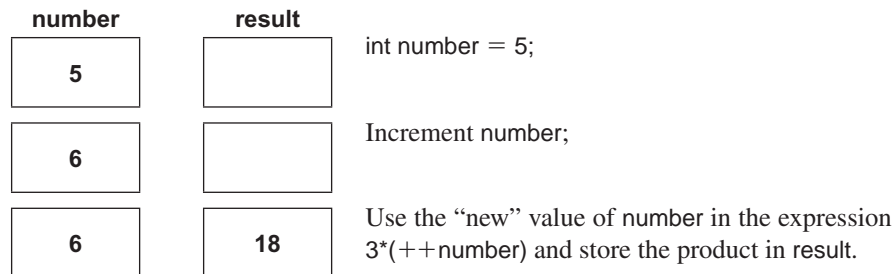 number result
5 int number = 5;
6 Increment number;
Use the “new” value of number in the expression
6 18 3*(++number) and store the product in result.